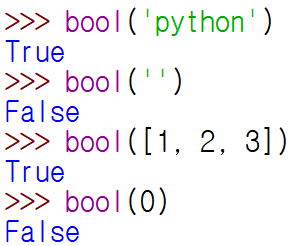 >>> bool('python')
True
>>> bool('')
False
>>> bool([1, 2, 3])
True
>>> bool(0)
False